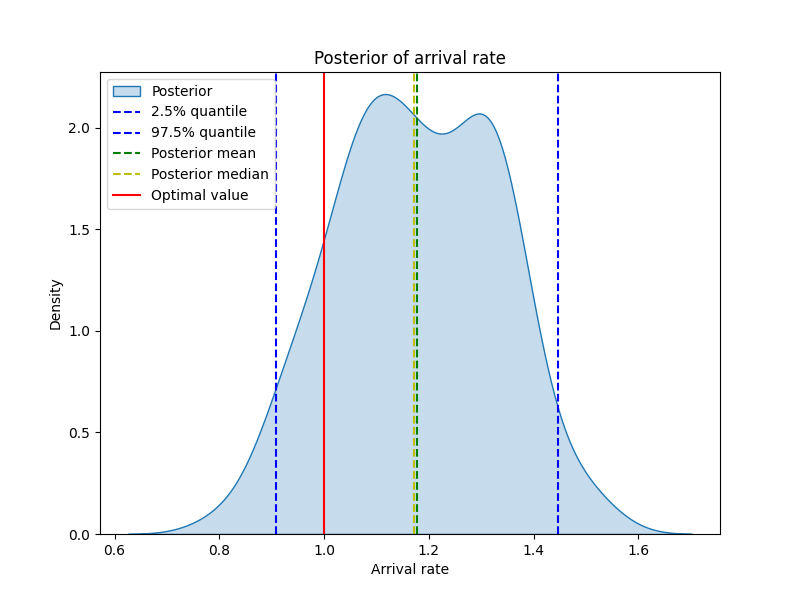 Posterior of arrival rate
Posterior
2.5% quantile
97.5% quantile
Posterior mean
Posterior median
Optimal value
Density
2.0
1.5
1.0
0.5
0.0
0.6 0.8 1.0 1.2 1.4 1.6
Arrival rate